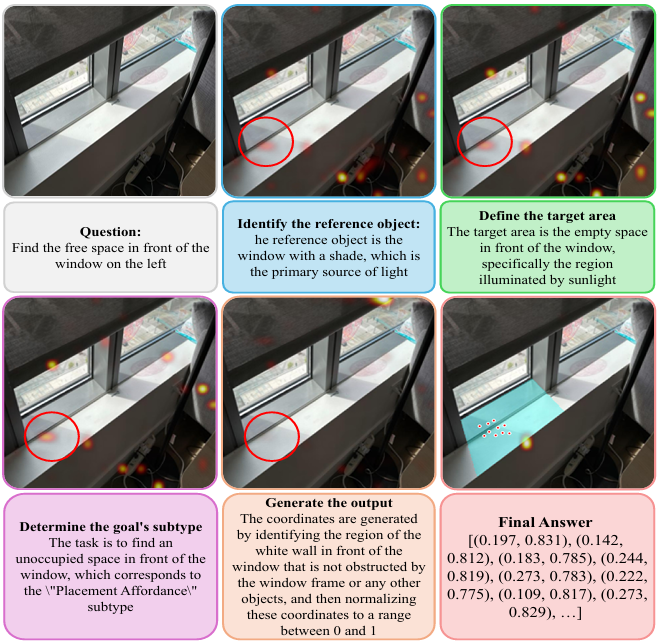 Question:
Find the free space in front of the
window on the left
Identify the reference object:
he reference object is the
window with a shade, which is
the primary source of light
Define the target area
The target area is the empty space
in front of the window,
specifically the region
illuminated by sunlight
Determine the goal's subtype
The task is to find an
unoccupied space in front of the
window, which corresponds to
the \"Placement Affordance\"
subtype
Generate the output
The coordinates are generated
by identifying the region of the
white wall in front of the
window that is not obstructed by
the window frame or any other
objects, and then normalizing
these coordinates to a range
between 0 and 1
Final Answer
[(0.197, 0.831), (0.142,
0.812), (0.183, 0.785), (0.244,
0.819), (0.273, 0.783), (0.222,
0.775), (0.109, 0.817), (0.273,
0.829), …]